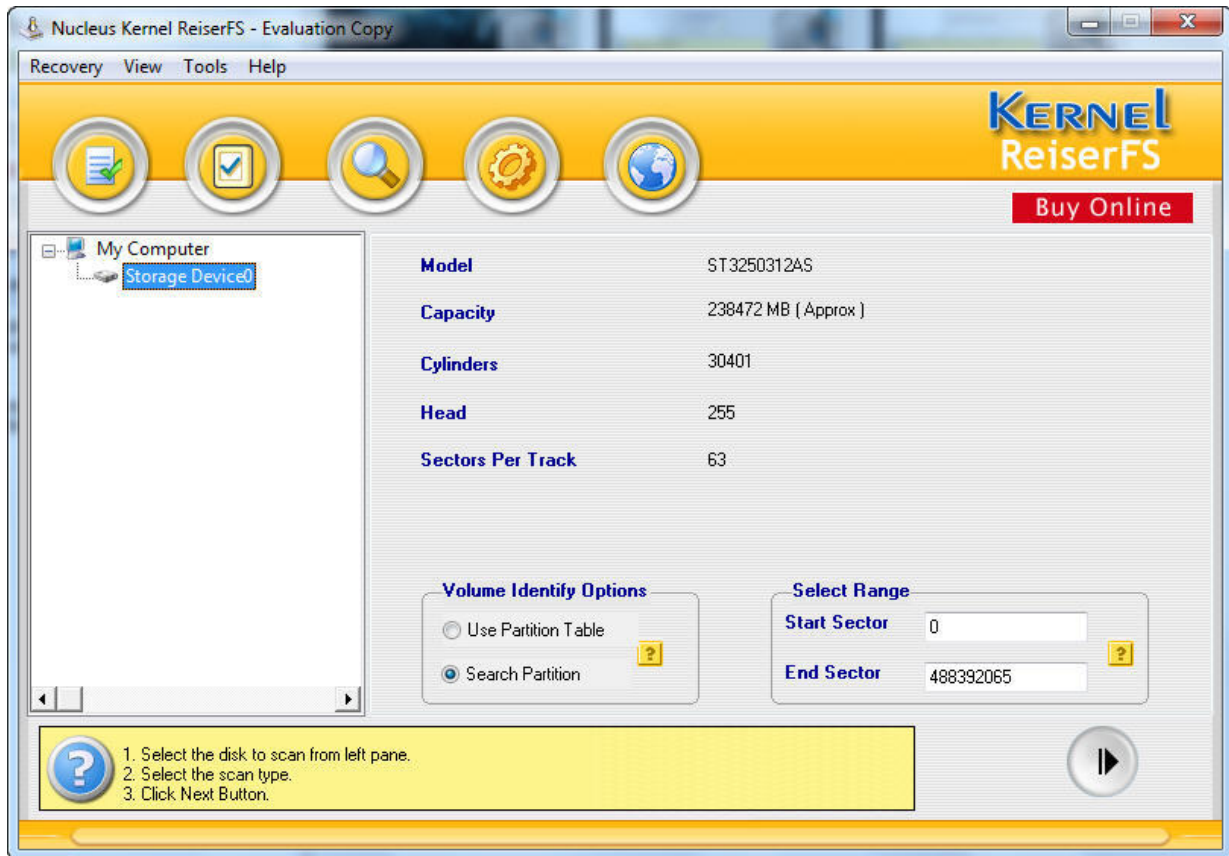 Nucleus Kernel ReiserFS - Evaluation Copy
Recovery View Tools Help
KERNEL
ReiserFS
Buy Online
My Computer
Storage Device0
Model ST3250312AS
Capacity 238472 MB ( Approx )
Cylinders 30401
Head 255
Sectors Per Track 63
Volume Identify Options
Use Partition Table
Search Partition
?
Select Range
Start Sector 0
End Sector 488392065
?
?
1. Select the disk to scan from left pane.
2. Select the scan type.
3. Click Next Button.